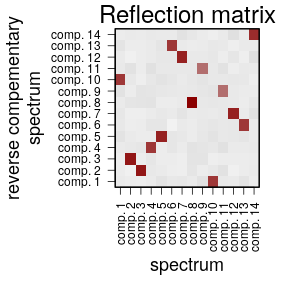 Reflection matrix
reverse compementary
spectrum
comp. 14
comp. 13
comp. 12
comp. 11
comp. 10
comp. 9
comp. 8
comp. 7
comp. 6
comp. 5
comp. 4
comp. 3
comp. 2
comp. 1
comp. 1
comp. 2
comp. 3
comp. 4
comp. 5
comp. 6
comp. 7
comp. 8
comp. 9
comp. 10
comp. 11
comp. 12
comp. 13
comp. 14
spectrum